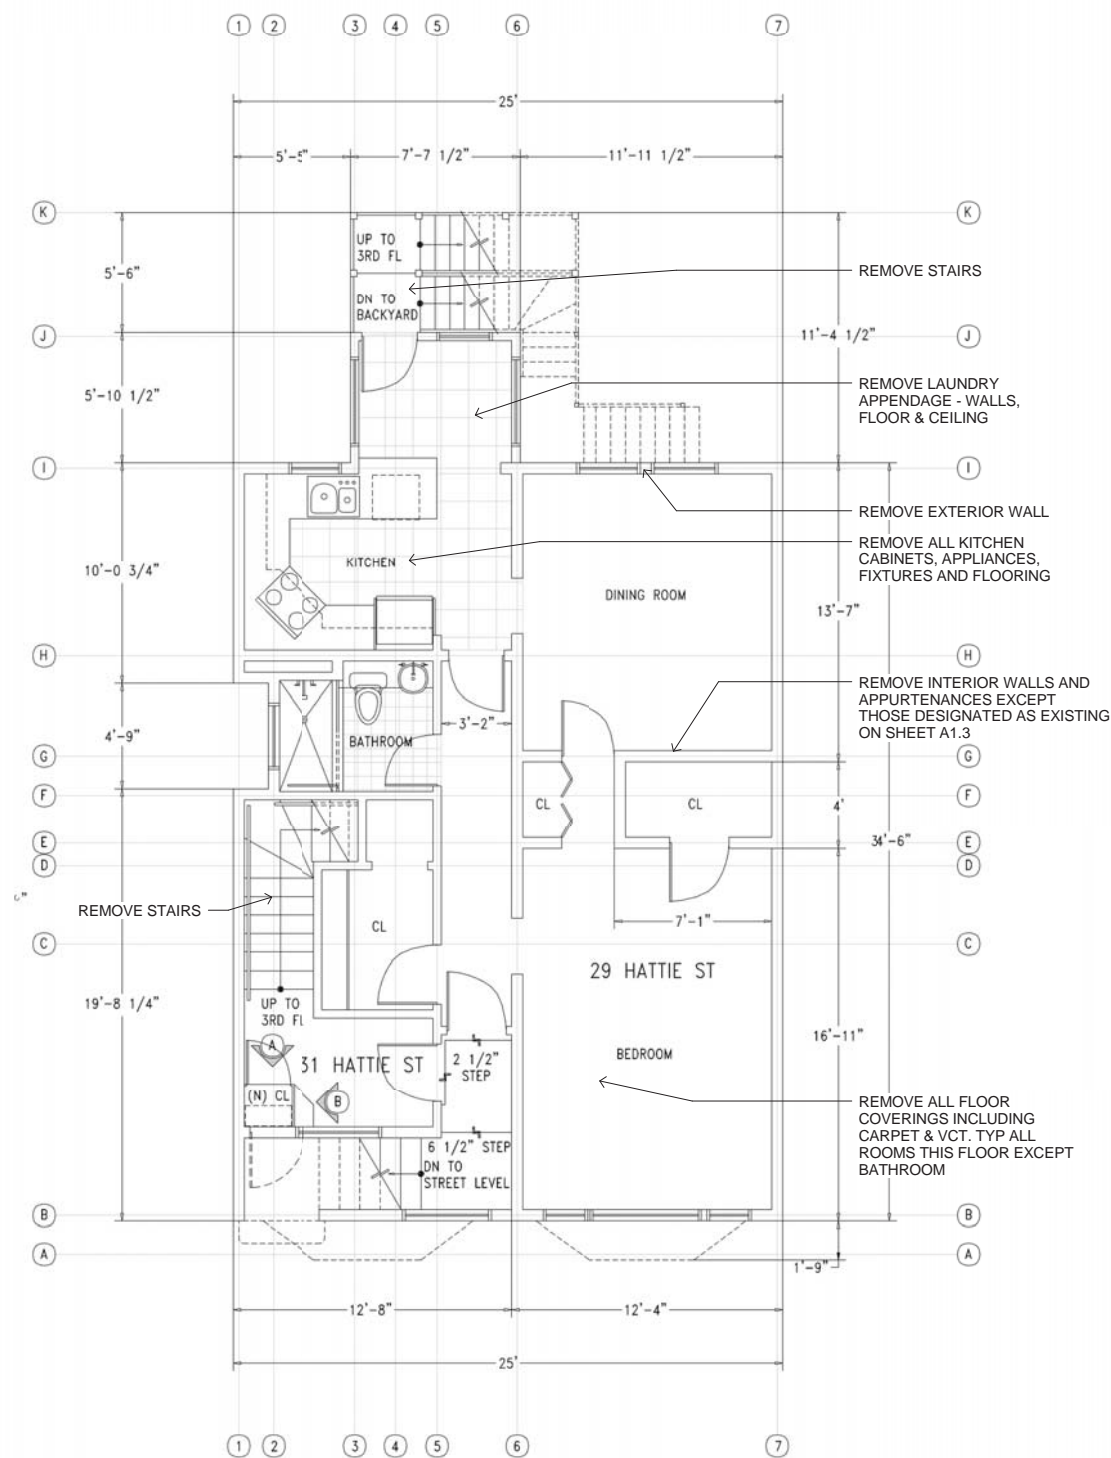 1 2 3 4 5 6 7
25'
5'-5" 7'-7 1/2" 11'-11 1/2"
K K
UP TO
3RD FL
5'-6"
REMOVE STAIRS
DN TO
BACKYARD
J J
11'-4 1/2"
5'-10 1/2"
REMOVE LAUNDRY
APPENDAGE - WALLS,
FLOOR & CEILING
I I
REMOVE EXTERIOR WALL
REMOVE ALL KITCHEN
CABINETS, APPLIANCES,
FIXTURES AND FLOORING
KITCHEN
10'-0 3/4"
DINING ROOM
13'-7"
H H
REMOVE INTERIOR WALLS AND
APPURTENANCES EXCEPT
THOSE DESIGNATED AS EXISTING
ON SHEET A1.3
3'-2"
4'-9"
BATHROOM
G G
F F
CL CL 4'
E E
34'-6"
D D
REMOVE STAIRS
CL
7'-1"
C C
29 HATTIE ST
19'-8 1/4"
UP TO
3RD FL
16'-11"
A
31 HATTIE ST
2 1/2"
STEP
BEDROOM
(N) CL
B
REMOVE ALL FLOOR
COVERINGS INCLUDING
CARPET & VCT. TYP ALL
ROOMS THIS FLOOR EXCEPT
BATHROOM
6 1/2" STEP
DN TO
STREET LEVEL
B B
A A
1'-9"
12'-8" 12'-4"
25'
1 2 3 4 5 6 7